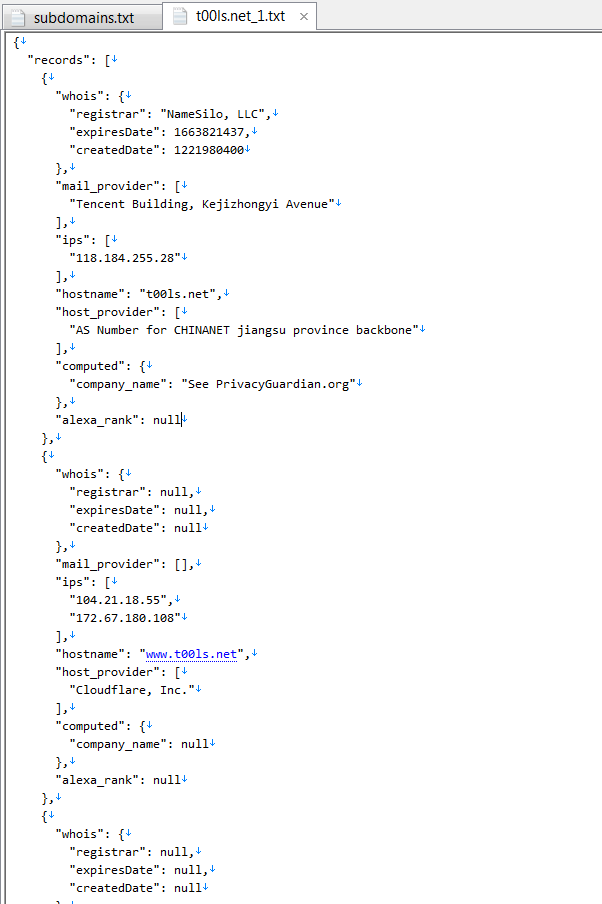 subdomains.txt t00ls.net_1.txt ×
{↓
"records": [↓
{↓
"whois": {↓
"registrar": "NameSilo, LLC",↓
"expiresDate": 1663821437,↓
"createdDate": 1221980400↓
},↓
"mail_provider": [↓
"Tencent Building, Kejizhongyi Avenue"↓
],↓
"ips": [↓
"118.184.255.28"↓
],↓
"hostname": "t00ls.net",↓
"host_provider": [↓
"AS Number for CHINANET jiangsu province backbone"↓
],↓
"computed": {↓
"company_name": "See PrivacyGuardian.org"↓
},↓
"alexa_rank": null↓
},↓
{↓
"whois": {↓
"registrar": null,↓
"expiresDate": null,↓
"createdDate": null↓
},↓
"mail_provider": [],↓
"ips": [↓
"104.21.18.55",↓
"172.67.180.108"↓
],↓
"hostname": "www.t00ls.net",↓
"host_provider": [↓
"Cloudflare, Inc."↓
],↓
"computed": {↓
"company_name": null↓
},↓
"alexa_rank": null↓
},↓
{↓
"whois": {↓
"registrar": null,↓
"expiresDate": null,↓
"createdDate": null↓